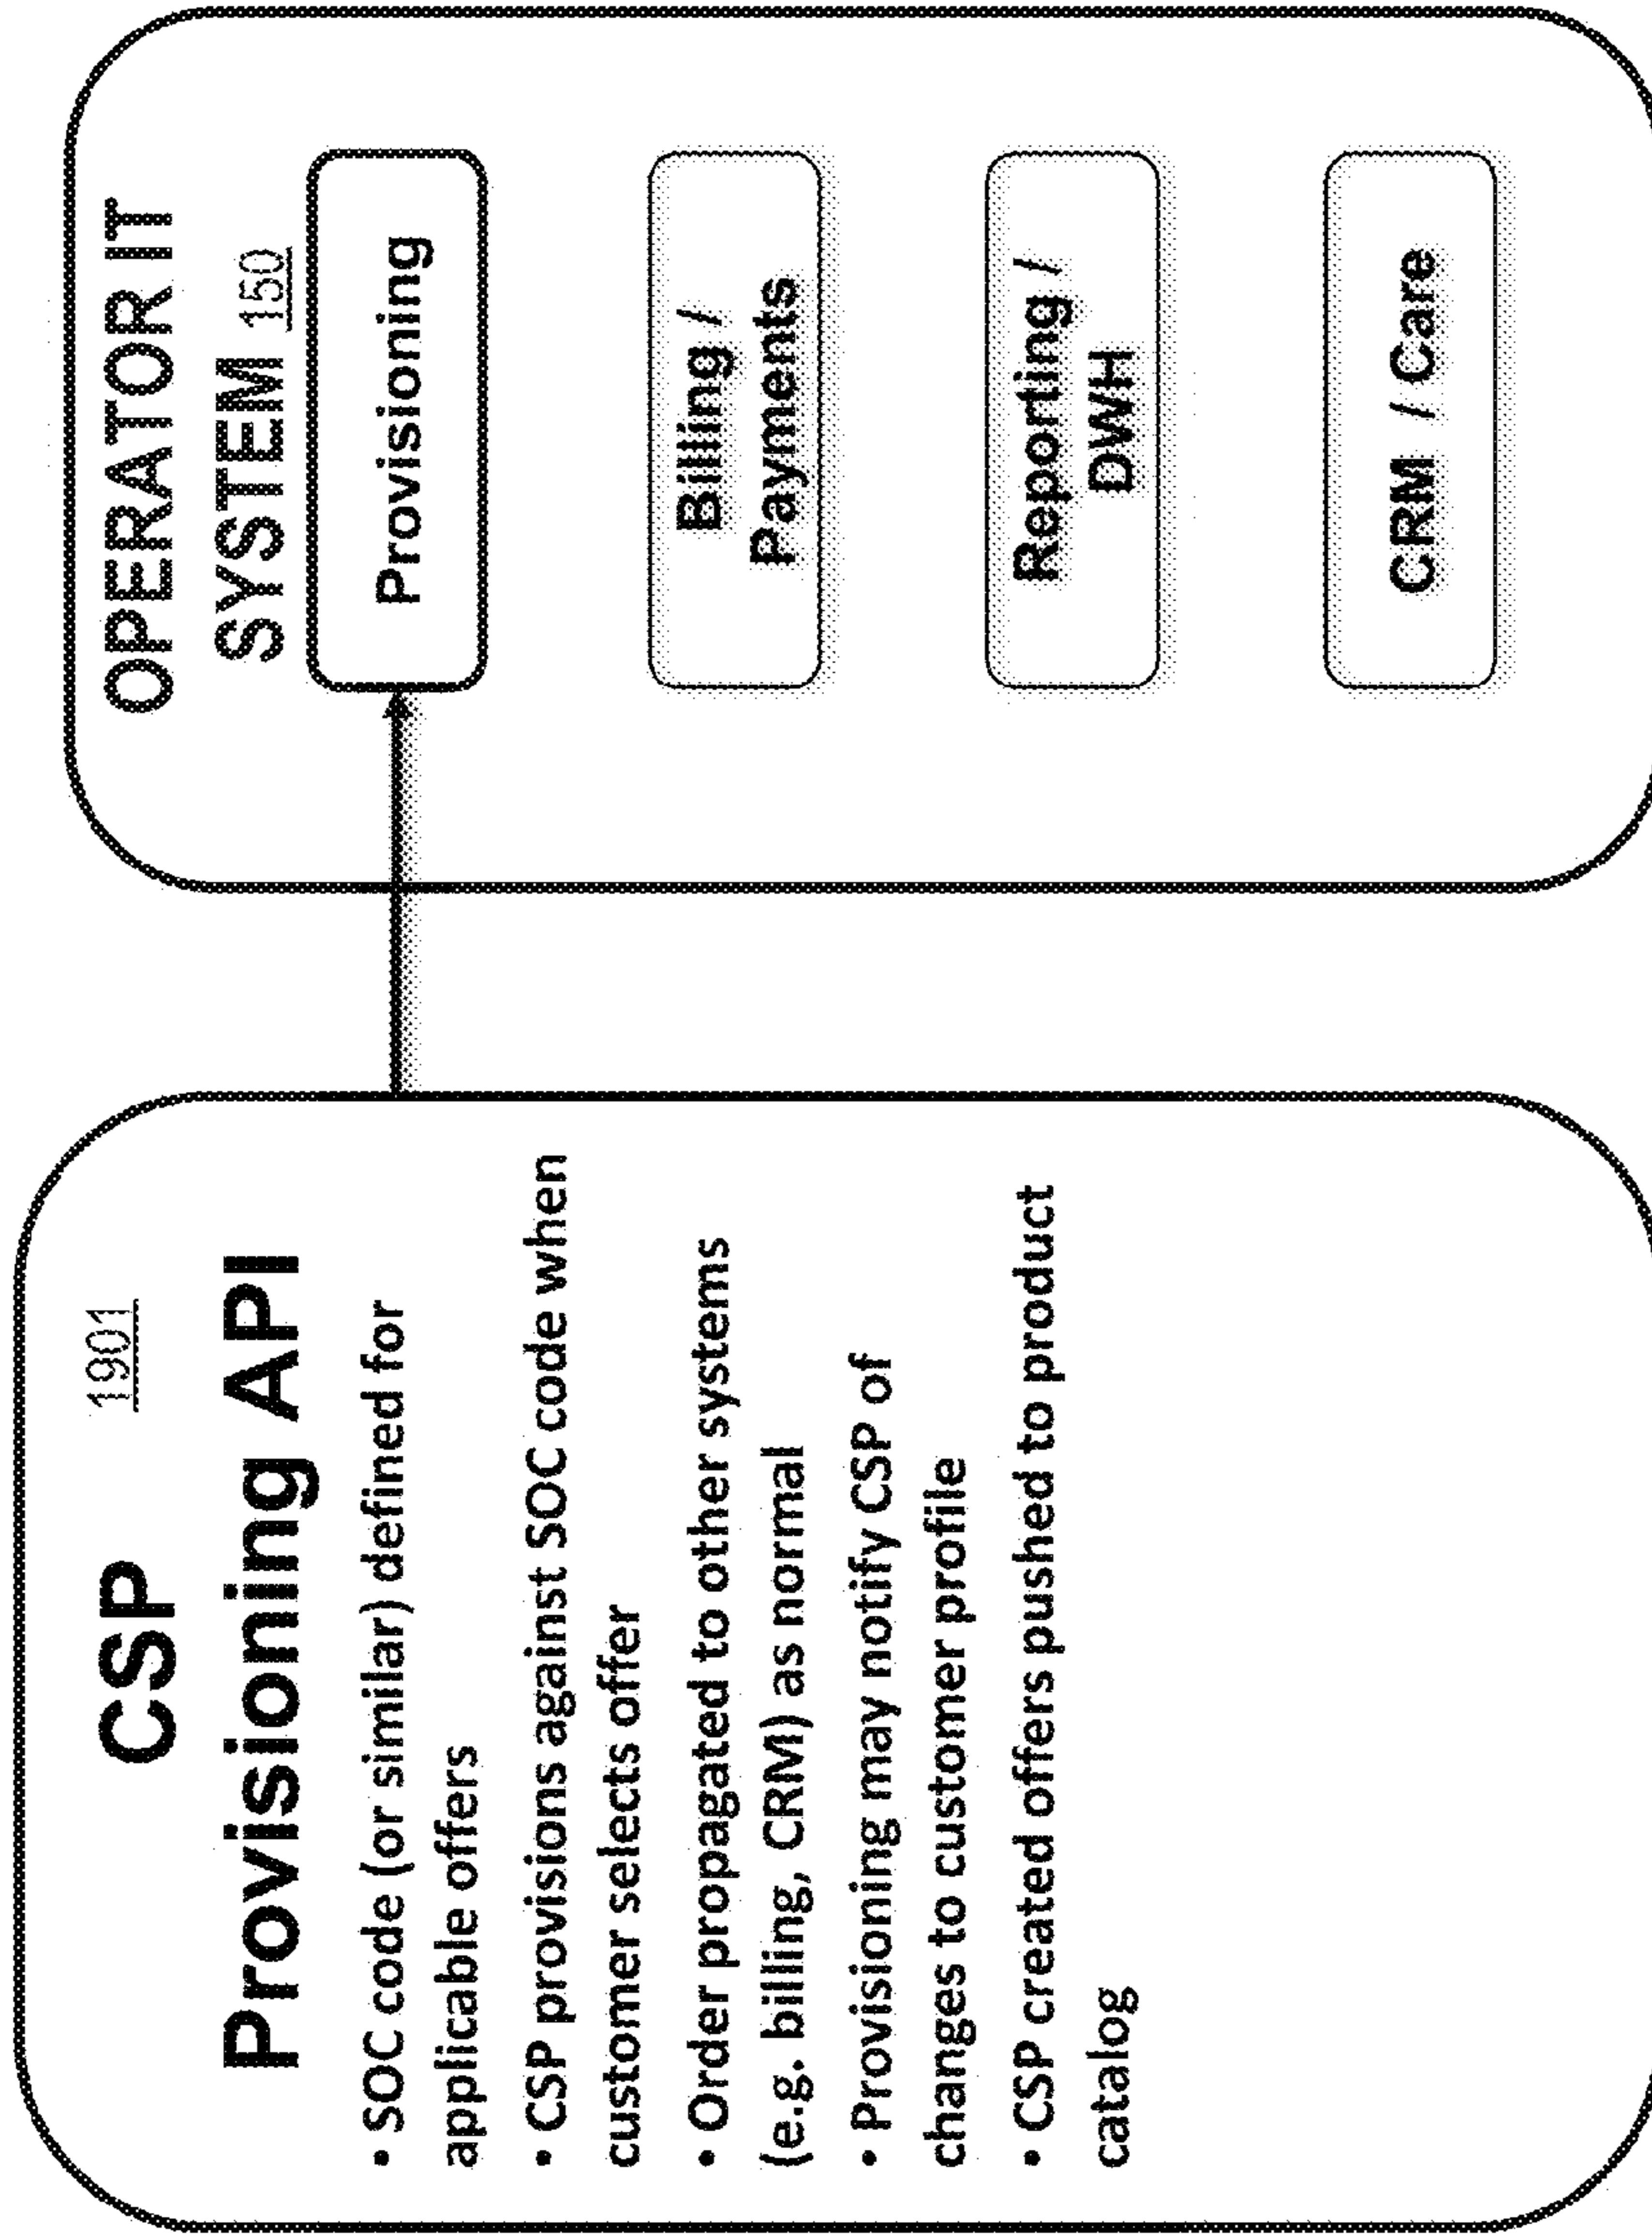 CSP 1901
Provisioning API
• SOC code (or similar) defined for
applicable offers
• CSP provisions against SOC code when
customer selects offer
• Order propagated to other systems
(e.g. billing, CRM) as normal
• Provisioning may notify CSP of
changes to customer profile
• CSP created offers pushed to product
catalog
OPERATOR IT
SYSTEM 150
Provisioning
Billing /
Payments
Reporting /
DWH
CRM / Care